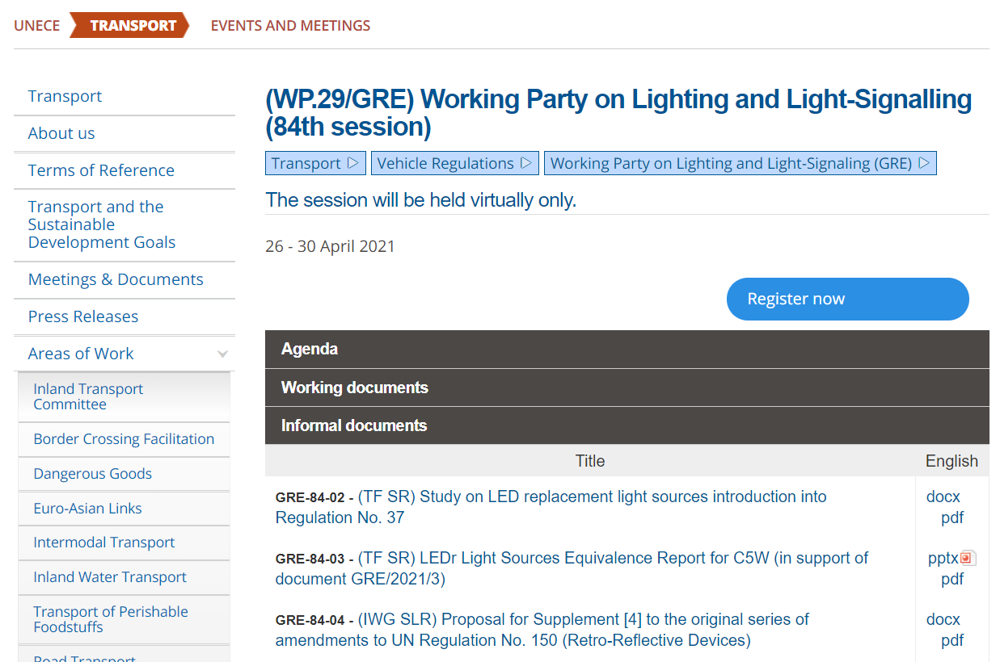 UNECE TRANSPORT EVENTS AND MEETINGS
Transport
About us
Terms of Reference
Transport and the
Sustainable
Development Goals
Meetings & Documents
Press Releases
Areas of Work
Inland Transport
Committee
Border Crossing Facilitation
Dangerous Goods
Euro-Asian Links
Intermodal Transport
Inland Water Transport
Transport of Perishable
Foodstuffs
Road Transport
(WP.29/GRE) Working Party on Lighting and Light-Signalling
(84th session)
Transport Vehicle Regulations Working Party on Lighting and Light-Signaling (GRE)
The session will be held virtually only.
26 - 30 April 2021
Register now
Agenda
Working documents
Informal documents
Title English
GRE-84-02 - (TF SR) Study on LED replacement light sources introduction into docx
Regulation No. 37 pdf
GRE-84-03 - (TF SR) LEDr Light Sources Equivalence Report for C5W (in support of pptx
document GRE/2021/3) pdf
GRE-84-04 - (IWG SLR) Proposal for Supplement [4] to the original series of docx
amendments to UN Regulation No. 150 (Retro-Reflective Devices) pdf